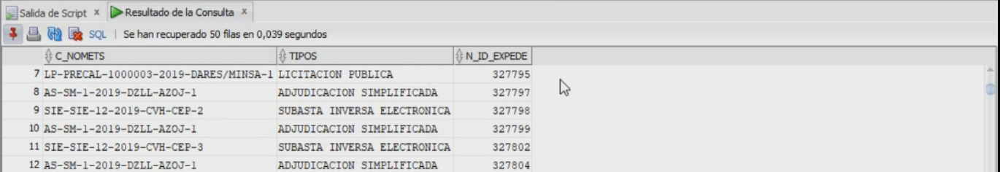 Salida de Script x Resultado de la Consulta x
SQL | Se han recuperado 50 filas en 0,039 segundos
C_NOMETS TIPOS N_ID_EXPEDE
7 LP-PRECAL-1000003-2019-DARES/MINSA-1 LICITACION PUBLICA 327795
8 AS-SM-1-2019-DZLL-AZOJ-1 ADJUDICACION SIMPLIFICADA 327797
9 SIE-SIE-12-2019-CVH-CEP-2 SUBASTA INVERSA ELECTRONICA 327798
10 AS-SM-1-2019-DZLL-AZOJ-1 ADJUDICACION SIMPLIFICADA 327799
11 SIE-SIE-12-2019-CVH-CEP-3 SUBASTA INVERSA ELECTRONICA 327802
12 AS-SM-1-2019-DZLL-AZOJ-1 ADJUDICACION SIMPLIFICADA 327804